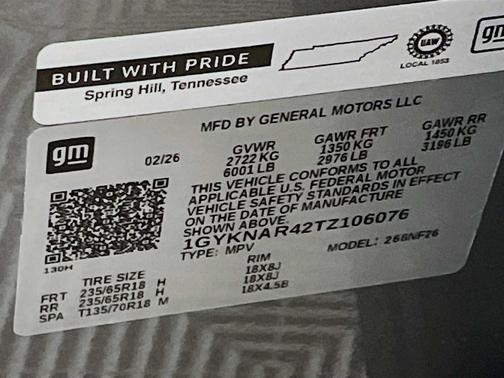 BUILT WITH PRIDE
Spring Hill, Tennessee
UAW
LOCAL 1853
gm
gm
02/26
MFD BY GENERAL MOTORS LLC
GVWR GAWR FRT GAWR RR
2722 KG 1350 KG 1450 KG
6001 LB 2976 LB 3196 LB
THIS VEHICLE CONFORMS TO ALL
APPLICABLE U.S. FEDERAL MOTOR
VEHICLE SAFETY STANDARDS IN EFFECT
ON THE DATE OF MANUFACTURE
SHOWN ABOVE.
1GYKNAR42TZ106076
TYPE: MPV MODEL: 266NF26
130H
TIRE SIZE RIM
FRT 235/65R18 H 18X8J
RR 235/65R18 H 18X8J
SPA T135/70R18 M 18X4.5B